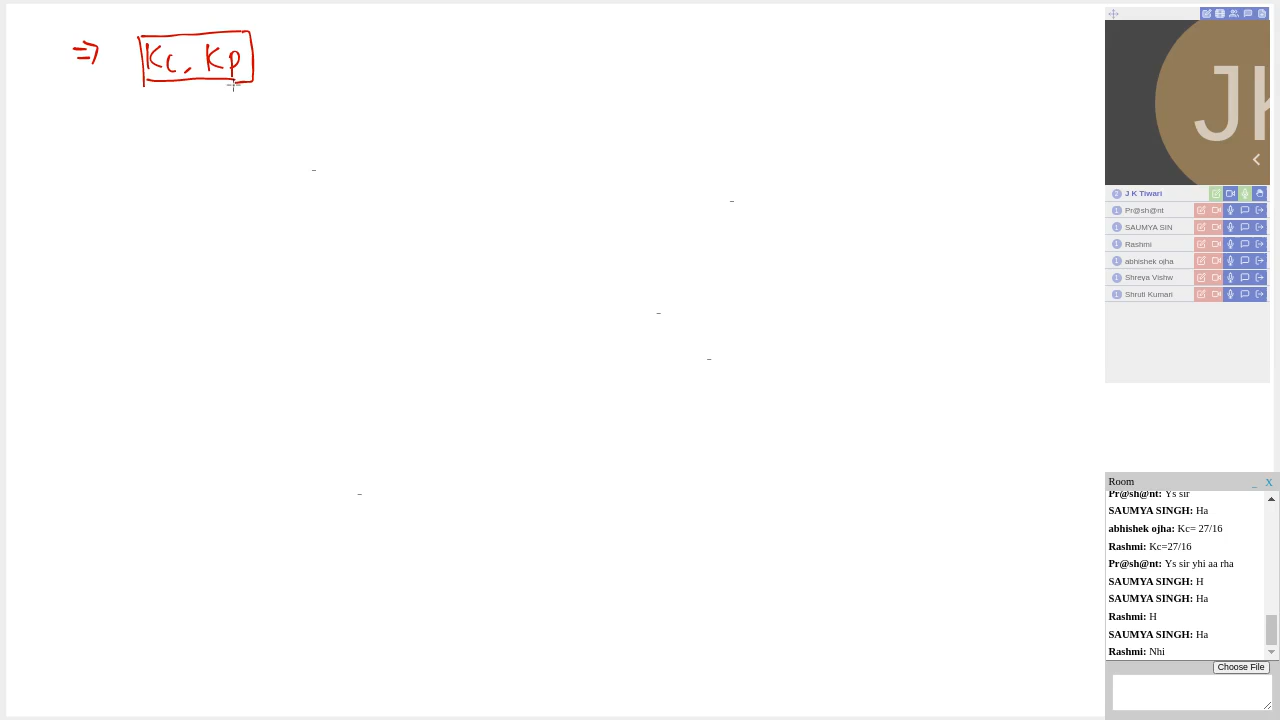 ⇒ Kc, Kp
JK
J K Tiwari
Pr@sh@nt
SAUMYA SIN
Rashmi
abhishek ojha
Shreya Vishw
Shruti Kumari
Room _ X
Pr@sh@nt: Ys sir
SAUMYA SINGH: Ha
abhishek ojha: Kc= 27/16
Rashmi: Kc=27/16
Pr@sh@nt: Ys sir yhi aa rha
SAUMYA SINGH: H
SAUMYA SINGH: Ha
Rashmi: H
SAUMYA SINGH: Ha
Rashmi: Nhi
Choose File